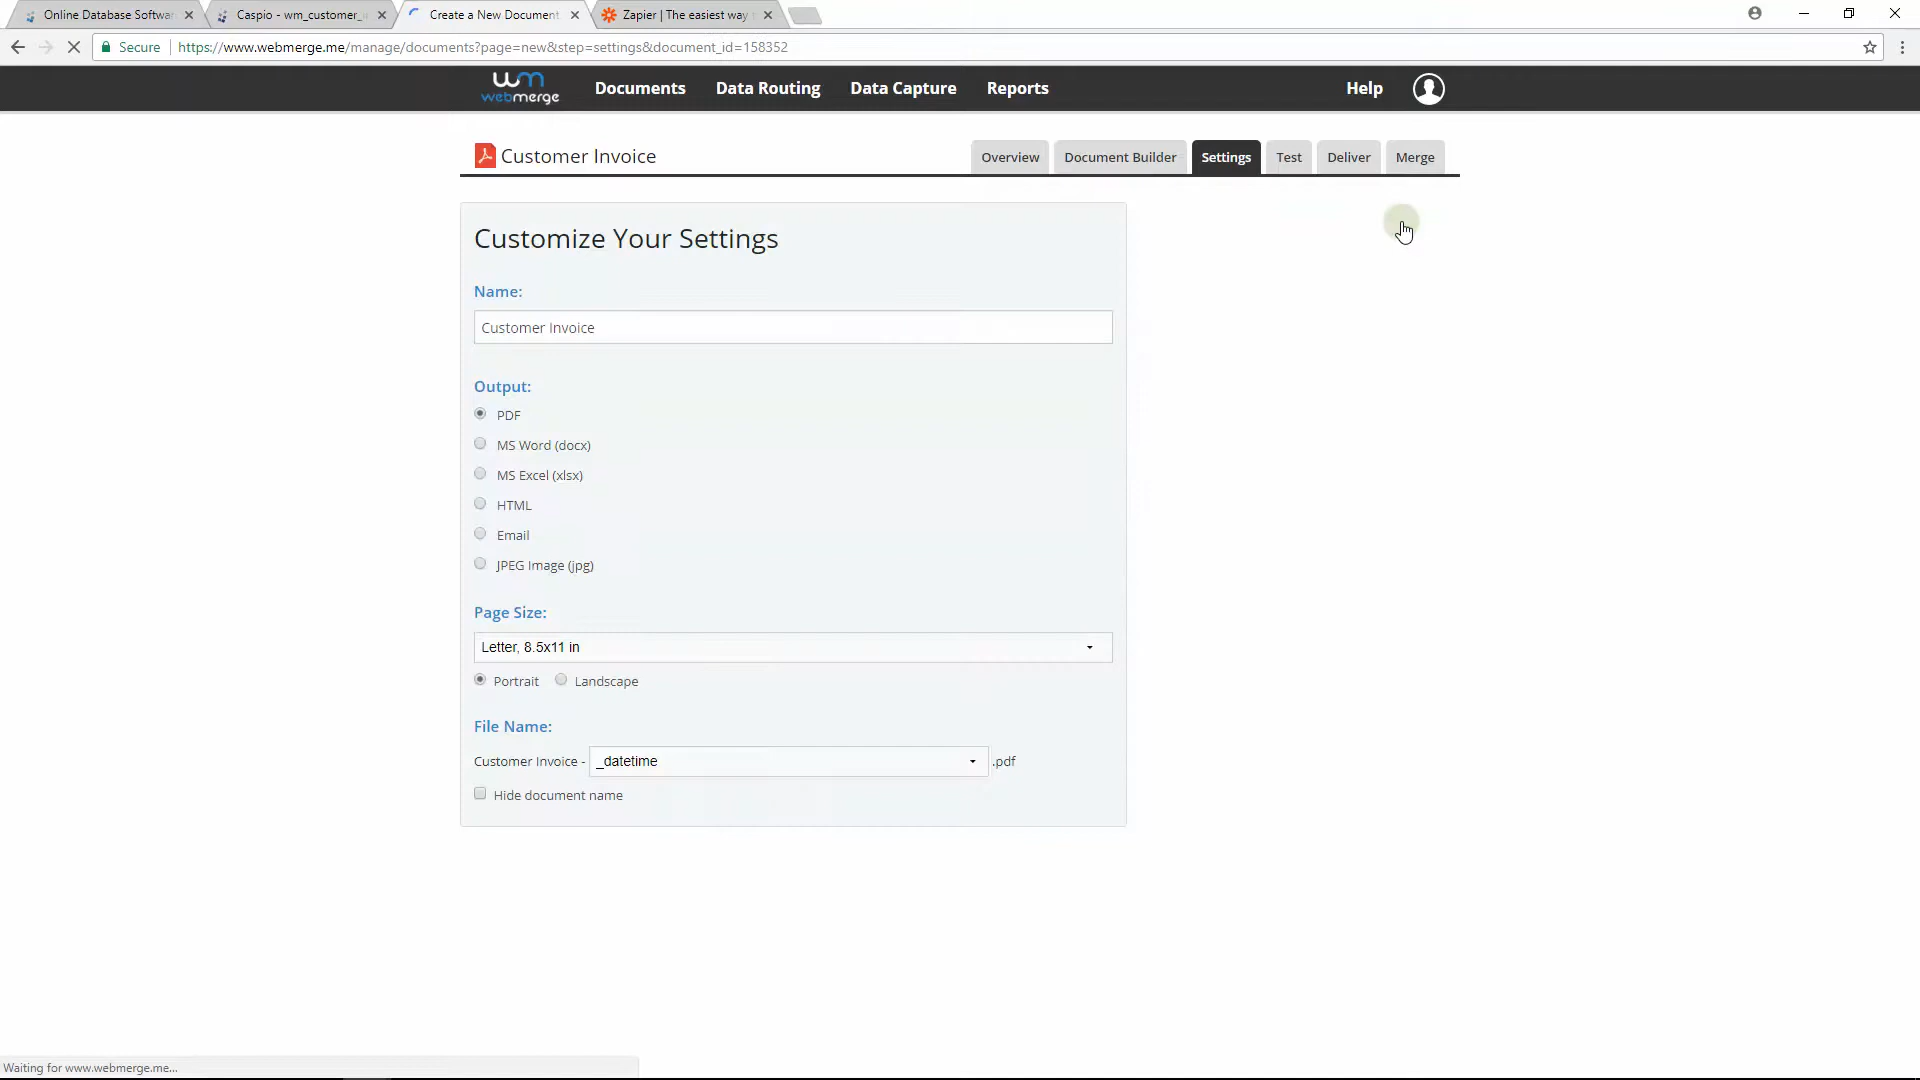 Online Database Softwa
Caspio - wm_customer_
Create a New Document
Zapier | The easiest way
Secure
https://www.webmerge.me/manage/documents?page=new&step=settings&document_id=158352
wm
webmerge
Documents
Data Routing
Data Capture
Reports
Help
Customer Invoice
Overview
Document Builder
Settings
Test
Deliver
Merge
Customize Your Settings
Name:
Customer Invoice
Output:
PDF
MS Word (docx)
MS Excel (xlsx)
HTML
Email
JPEG Image (jpg)
Page Size:
Letter, 8.5x11 in
Portrait
Landscape
File Name:
Customer Invoice - _datetime .pdf
Hide document name
Waiting for www.webmerge.me...